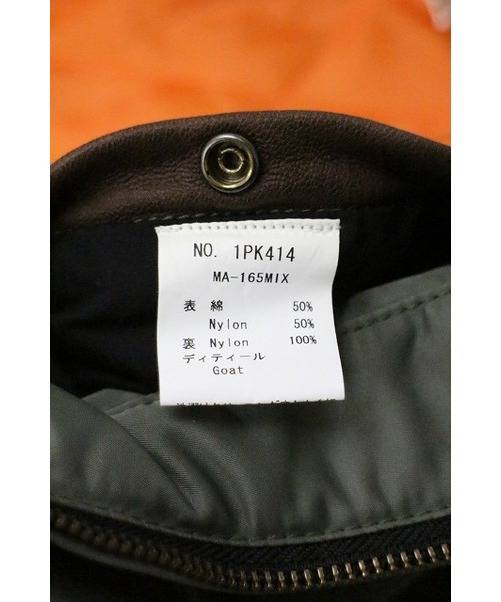 NO. 1PK414
MA-165MIX
表 綿 50%
Nylon 50%
裏 Nylon 100%
ディティール
Goat